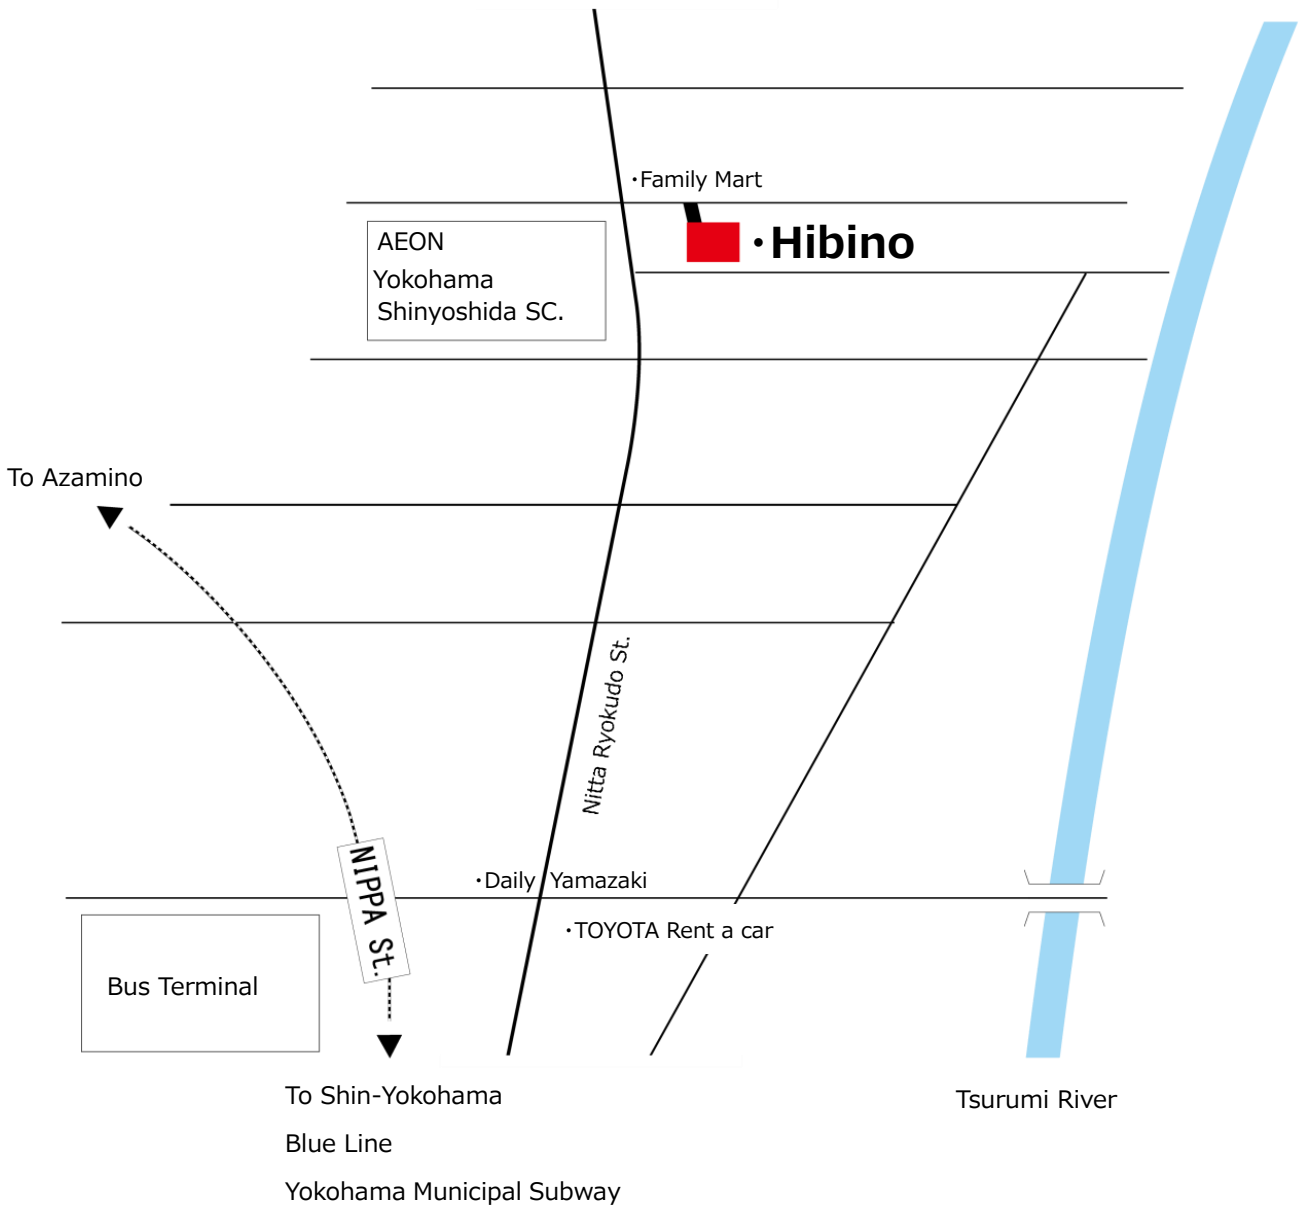 ・Family Mart
・Hibino
AEON
Yokohama
Shinyoshida SC.
To Azamino
Nitta Ryokudo St.
NIPPA St.
・Daily Yamazaki
・TOYOTA Rent a car
Bus Terminal
To Shin-Yokohama
Blue Line
Yokohama Municipal Subway
Tsurumi River